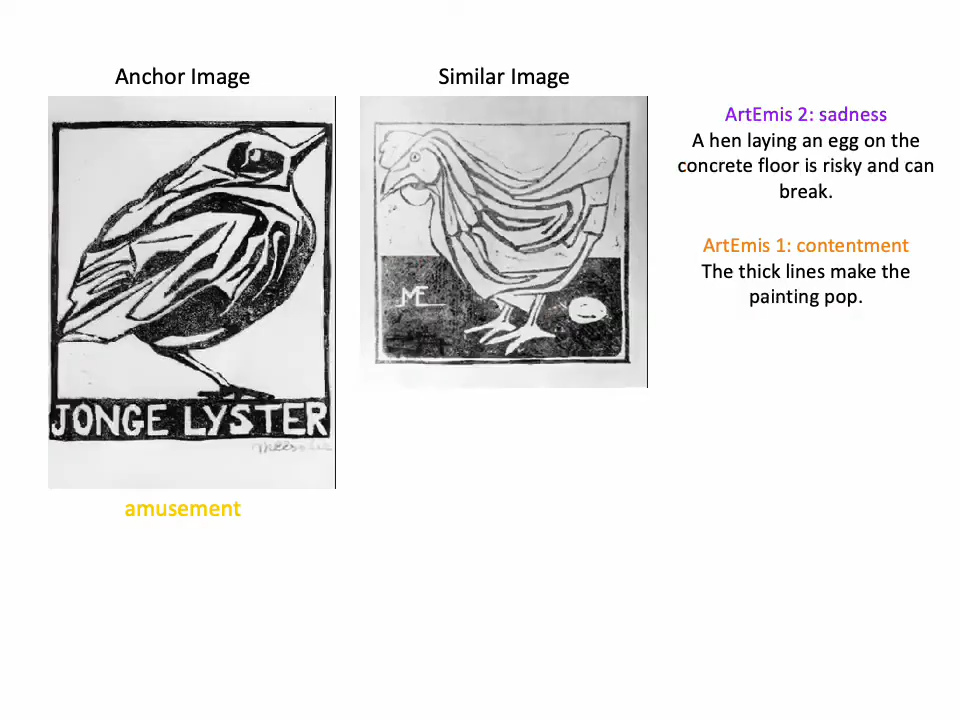 Anchor Image
Similar Image
JONGE LYSTER
ME
amusement
ArtEmis 2: sadness
A hen laying an egg on the
concrete floor is risky and can
break.
ArtEmis 1: contentment
The thick lines make the
painting pop.